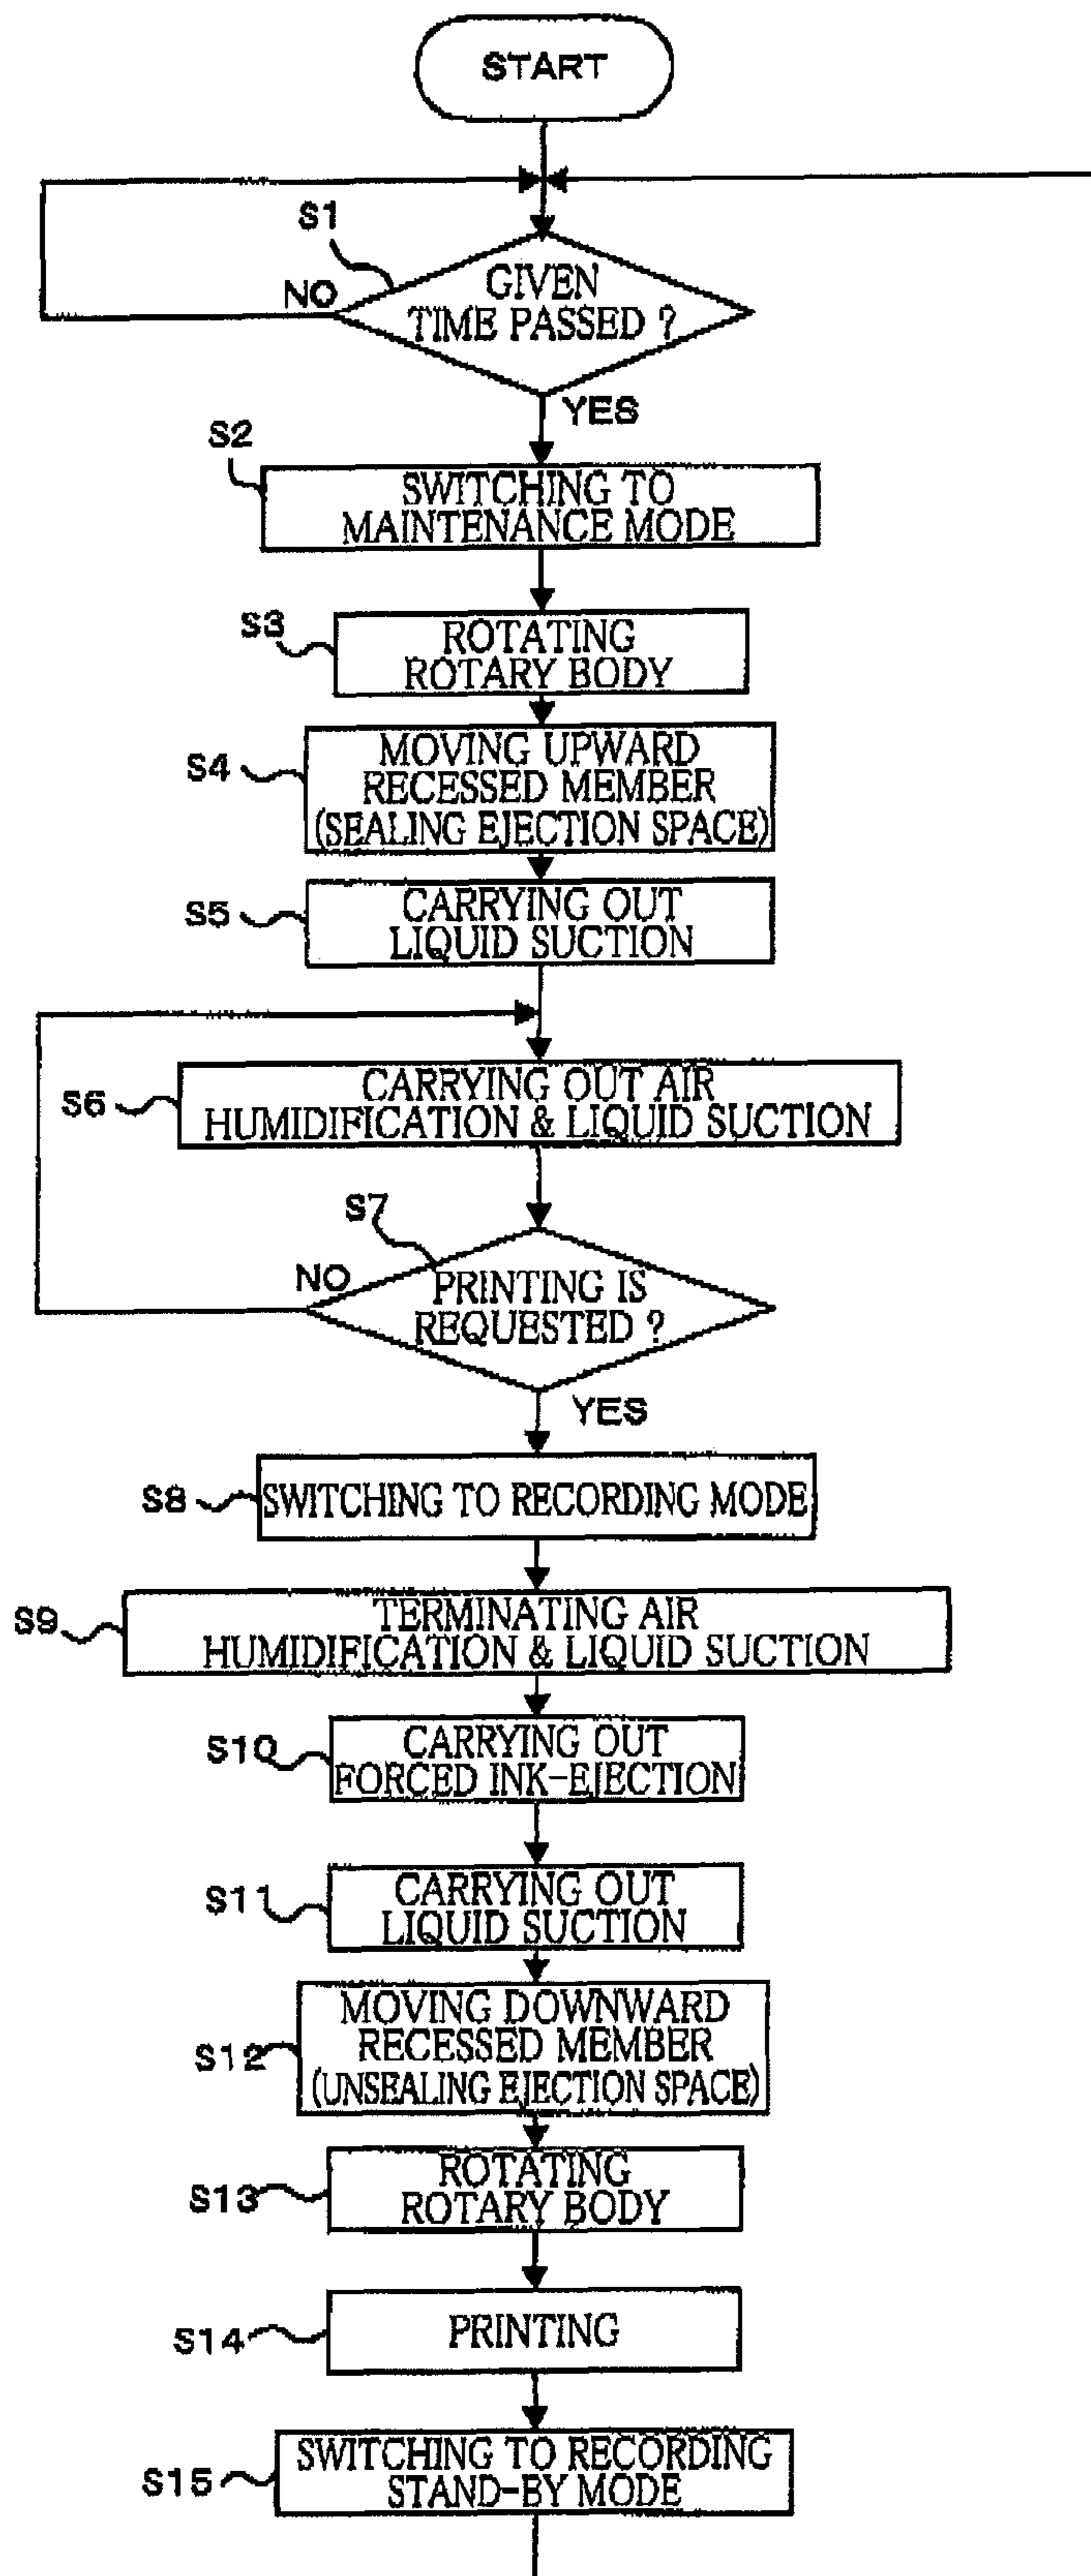 START
S1
GIVEN
TIME PASSED ?
NO
YES
S2
SWITCHING TO
MAINTENANCE MODE
S3
ROTATING
ROTARY BODY
S4
MOVING UPWARD
RECESSED MEMBER
(SEALING EJECTION SPACE)
S5
CARRYING OUT
LIQUID SUCTION
S6
CARRYING OUT AIR
HUMIDIFICATION & LIQUID SUCTION
S7
NO
PRINTING IS
REQUESTED ?
YES
S8
SWITCHING TO RECORDING MODE
S9
TERMINATING AIR
HUMIDIFICATION & LIQUID SUCTION
S10
CARRYING OUT
FORCED INK-EJECTION
S11
CARRYING OUT
LIQUID SUCTION
S12
MOVING DOWNWARD
RECESSED MEMBER
(UNSEALING EJECTION SPACE)
S13
ROTATING
ROTARY BODY
S14
PRINTING
S15
SWITCHING TO RECORDING
STAND-BY MODE